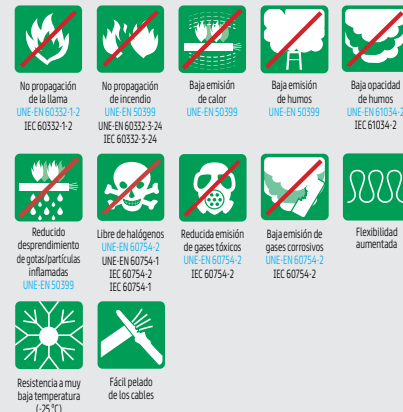 No propagación
de la llama
UNE-EN 60332-1-2
IEC 60332-1-2
No propagación
de incendio
UNE-EN 50399
UNE-EN 60332-3-24
IEC 60332-3-24
Baja emisión
de calor
UNE-EN 50399
Baja emisión
de humos
UNE-EN 50399
Baja opacidad
de humos
UNE-EN 61034-2
IEC 61034-2
Reducido
desprendimiento
de gotas/partículas
inflamadas
UNE-EN 50399
Libre de halógenos
UNE-EN 60754-2
UNE-EN 60754-1
IEC 60754-2
IEC 60754-1
Reducida emisión
de gases tóxicos
UNE-EN 60754-2
IEC 60754-2
Baja emisión de
gases corrosivos
UNE-EN 60754-2
IEC 60754-2
Flexibilidad
aumentada
Resistencia a muy
baja temperatura
(-25 °C)
Fácil pelado
de los cables